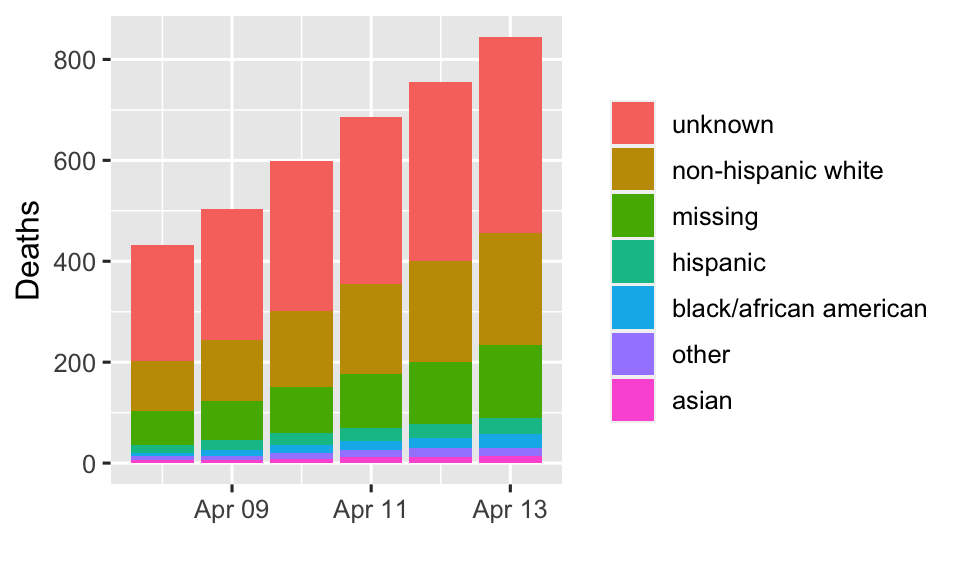 Deaths
800
600
400
200
0
Apr 09
Apr 11
Apr 13
unknown
non-hispanic white
missing
hispanic
black/african american
other
asian